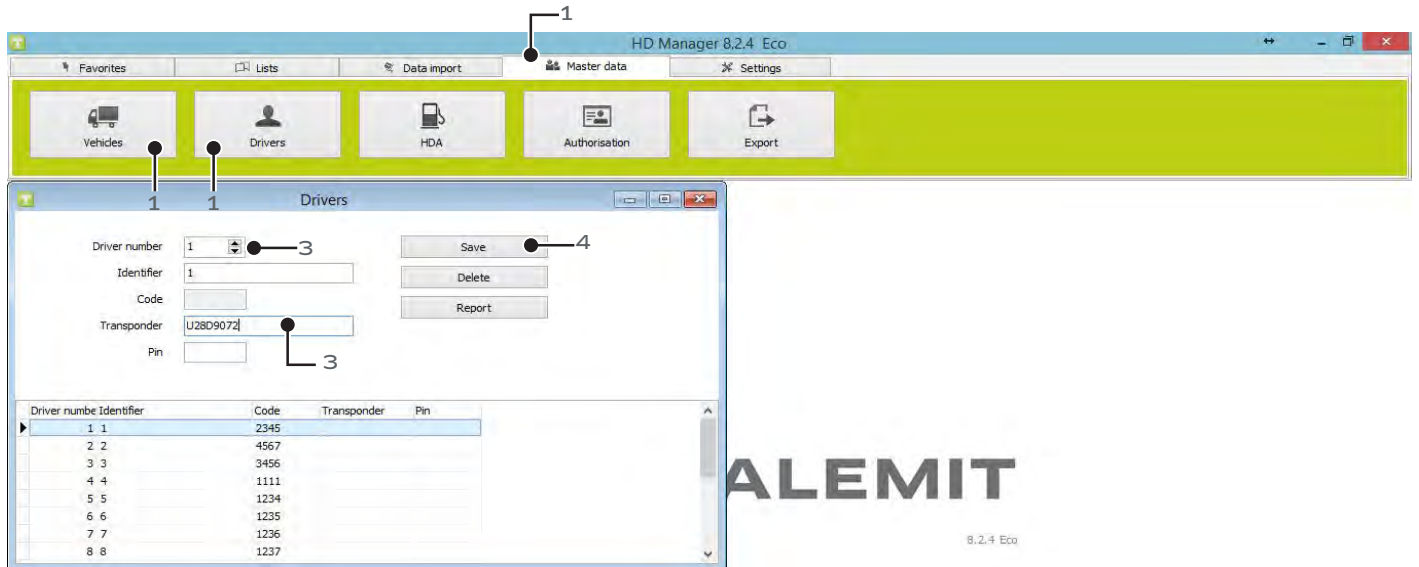 1
HD Manager 8.2.4 Eco
Favorites Lists Data import Master data Settings
Vehicles Drivers HDA Authorisation Export
1 1
Drivers
Driver number 1 3 Save 4
Identifier 1 Delete
Code Report
Transponder U28D9072 3
Pin
Driver numbe Identifier Code Transponder Pin
1 1 2345
2 2 4567
3 3 3456
4 4 1111
5 5 1234
6 6 1235
7 7 1236
8 8 1237
ALEMIT
8.2.4 Eco